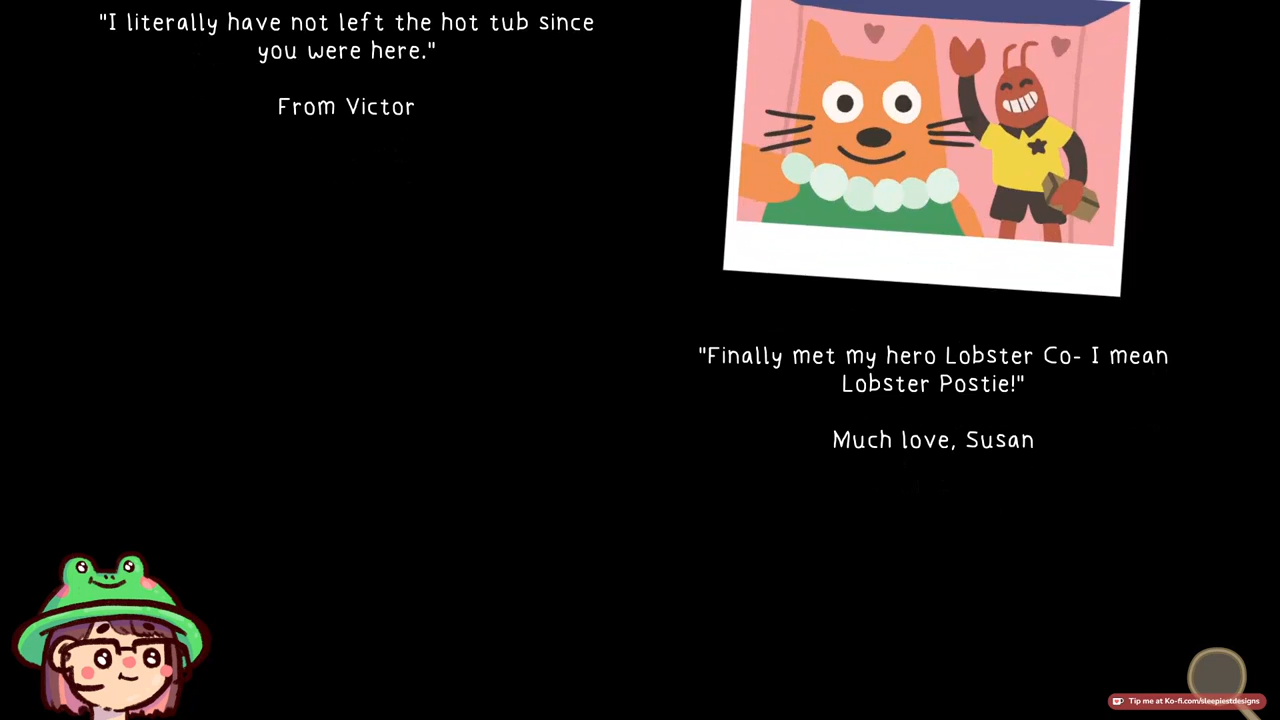 "I literally have not left the hot tub since
you were here."
From Victor
"Finally met my hero Lobster Co- I mean
Lobster Postie!"
Much love, Susan
Tip me at Ko-fi.com/sleepiestdesigns